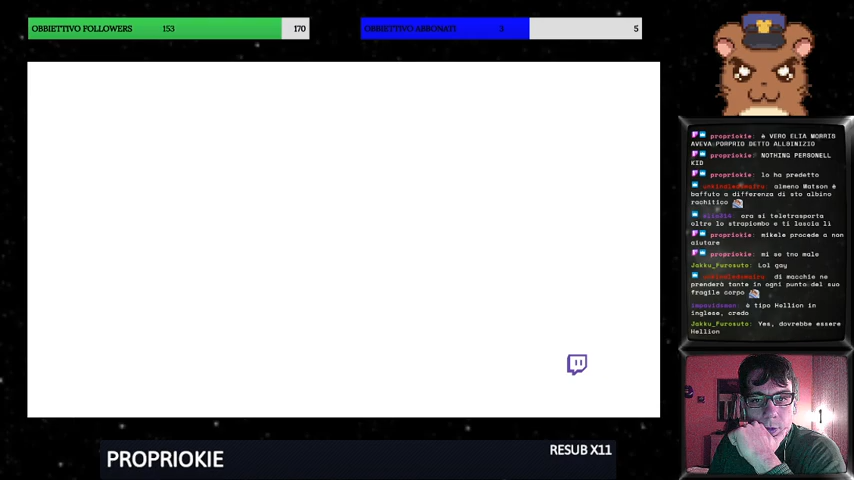 OBBIETTIVO FOLLOWERS 153 170
OBBIETTIVO ABBONATI 3 5
propriokie: è VERO ELIA MORRIS
AVEVA PORPRIO DETTO ALLBINIZIO
propriokie: NOTHING PERSONELL
KID
propriokie: lo ha predetto
almeno Watson è
baffuto a differenza di sto albino
rachitico
ora si teletrasporta
oltre lo strapiombo e ti lascia lì
propriokie: mikele procede a non
aiutare
propriokie: mi se tno male
Jakku_Furosuto: Lol gay
di macchie ne
prenderà tante in ogni punto del suo
fragile corpo
impavidsmen: è tipo Hellion in
inglese, credo
Jakku_Furosuto: Yes, dovrebbe essere
Hellion
PROPRIOKIE
RESUB X11